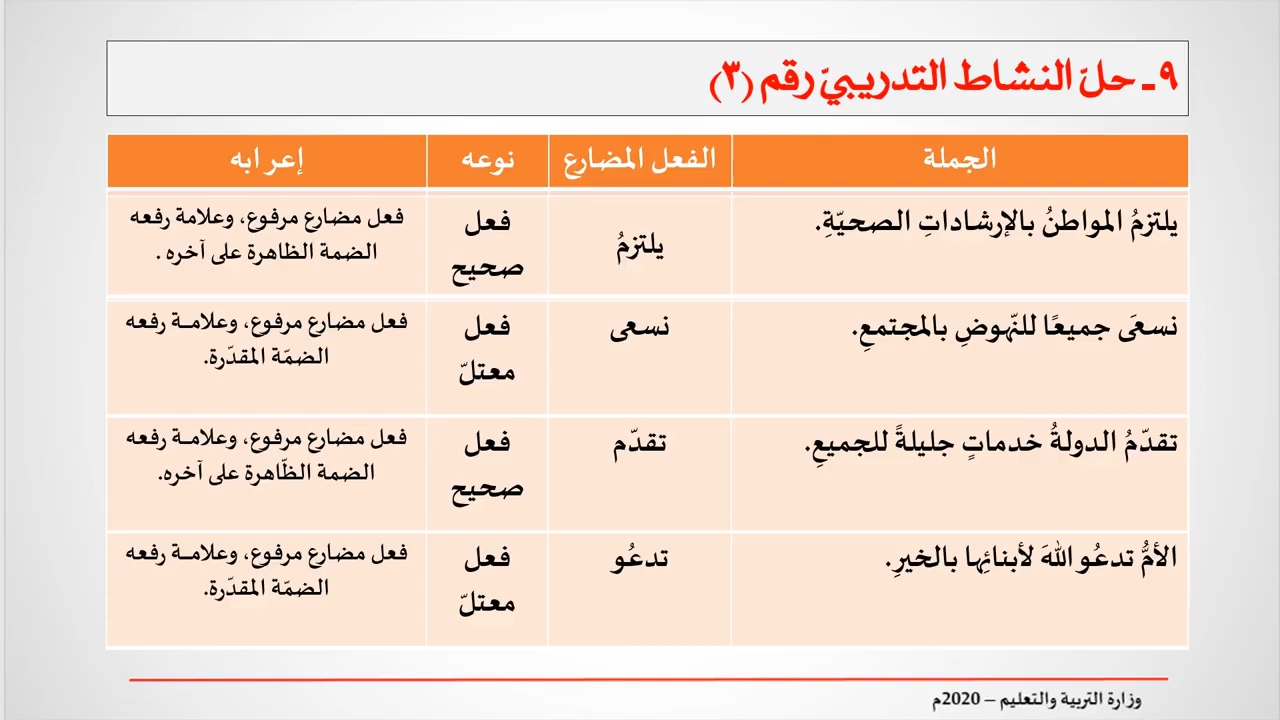 ٩ـ حلّ النشاط التدريبيّ رقم (٣)
الجملة الفعل المضارع نوعه إعرابه
يلتزمُ المواطنُ بالإرشاداتِ الصحيّةِ.
يلتزمُ
فعل
صحيح
فعل مضارع مرفوع، وعلامة رفعه
الضمة الظاهرة على آخره .
نسعَى جميعًا للنّهوضِ بالمجتمعِ.
نسعى
فعل
معتلّ
فعل مضارع مرفوع، وعلامـة رفعه
الضمّة المقدّرة.
تقدّمُ الدولةُ خدماتٍ جليلةً للجميعِ.
تقدّم
فعل
صحيح
فعل مضارع مرفوع، وعلامـة رفعه
الضمة الظّاهرة على آخره.
الأمُّ تدعُو اللهَ لأبنائِها بالخيرِ.
تدعُو
فعل
معتلّ
فعل مضارع مرفوع، وعلامـة رفعه
الضمّة المقدّرة.
وزارة التربية والتعليم – 2020م